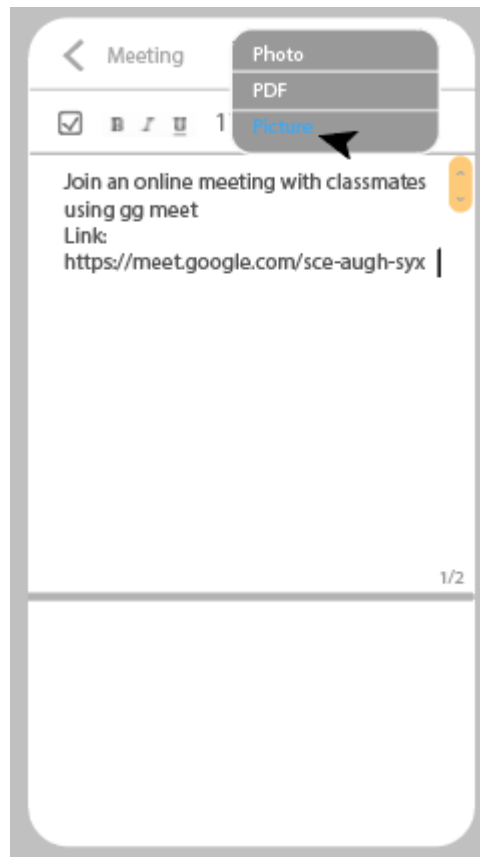 Meeting
Photo
PDF
Picture
B I U 1
Join an online meeting with classmates
using gg meet
Link:
https://meet.google.com/sce-augh-syx
1/2